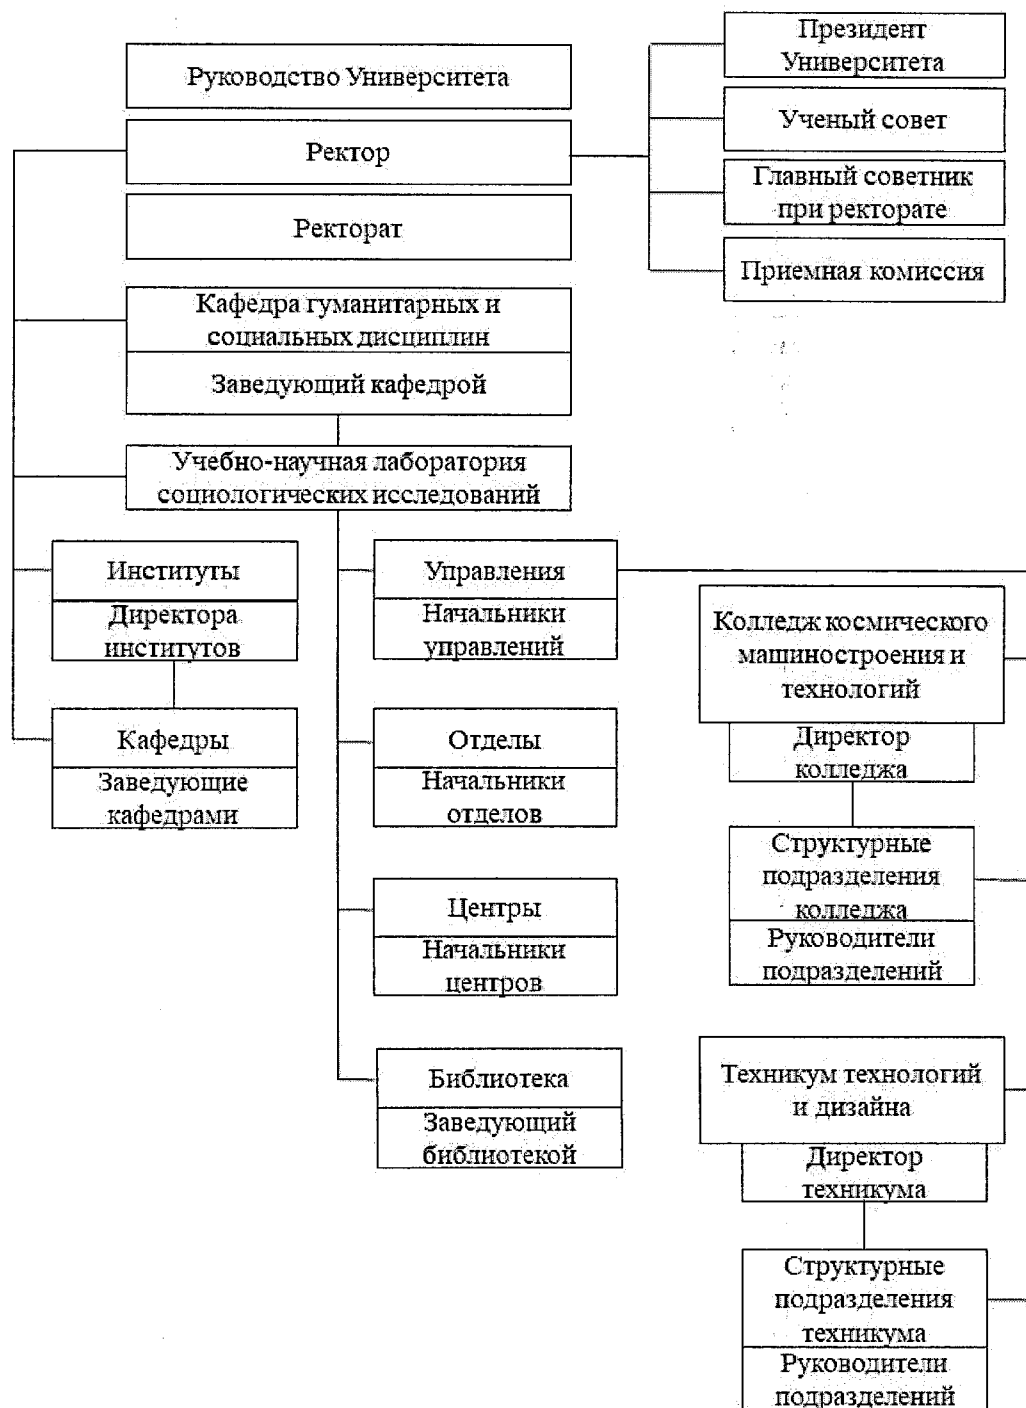 Руководство Университета
Ректор
Ректорат
Президент
Университета
Ученый совет
Главный советник
при ректорате
Приемная комиссия
Кафедра гуманитарных и
социальных дисциплин
Заведующий кафедрой
Учебно-научная лаборатория
социологических исследований
Институты
Директора
институтов
Кафедры
Заведующие
кафедрами
Управления
Начальники
управлений
Отделы
Начальники
отделов
Центры
Начальники
центров
Библиотека
Заведующий
библиотекой
Колледж космического
машиностроения и
технологий
Директор
колледжа
Структурные
подразделения
колледжа
Руководители
подразделений
Техникум технологий
и дизайна
Директор
техникума
Структурные
подразделения
техникума
Руководители
подразделений